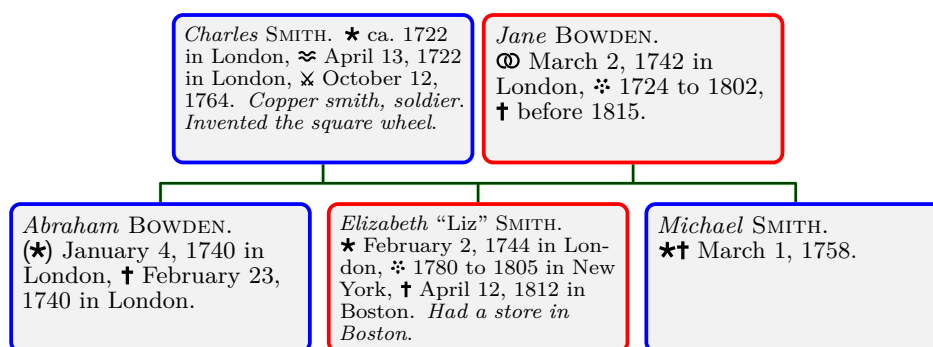 Charles SMITH. ★ ca. 1722
in London, ≈ April 13, 1722
in London, ⚔ October 12,
1764. Copper smith, soldier.
Invented the square wheel.
Jane BOWDEN.
⚭ March 2, 1742 in
London, ⁙ 1724 to 1802,
✝ before 1815.
Abraham BOWDEN.
(★) January 4, 1740 in
London, ✝ February 23,
1740 in London.
Elizabeth “Liz” SMITH.
★ February 2, 1744 in Lon-
don, ⁙ 1780 to 1805 in New
York, ✝ April 12, 1812 in
Boston. Had a store in
Boston.
Michael SMITH.
★✝ March 1, 1758.